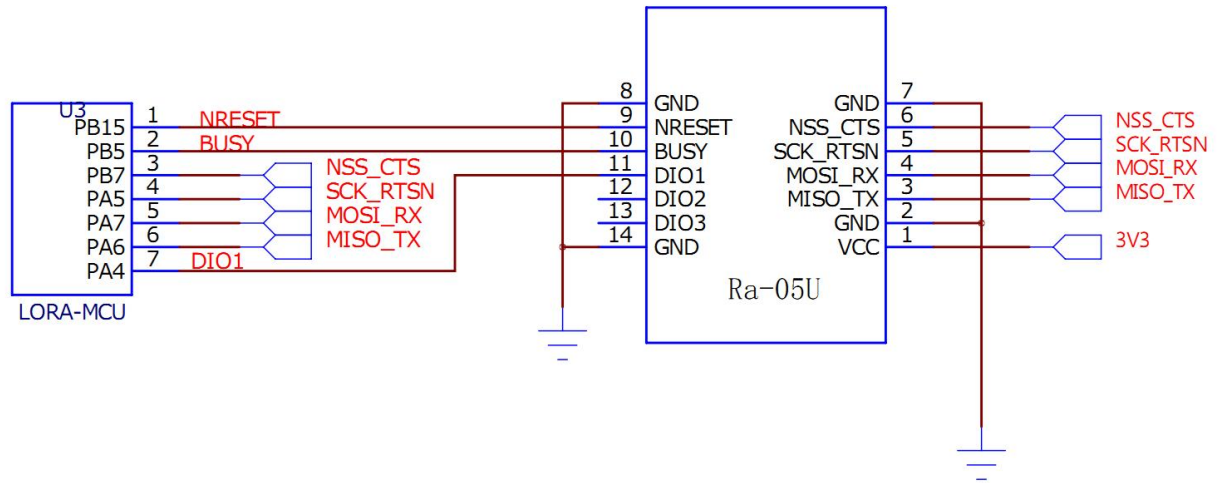 U3
PB15 1 NRESET
PB5 2 BUSY
PB7 3 NSS_CTS
PA5 4 SCK_RTSN
PA7 5 MOSI_RX
PA6 6 MISO_TX
PA4 7 DIO1
LORA-MCU
8 GND GND 7
9 NRESET NSS_CTS 6 NSS_CTS
10 BUSY SCK_RTSN 5 SCK_RTSN
11 DIO1 MOSI_RX 4 MOSI_RX
12 DIO2 MISO_TX 3 MISO_TX
13 DIO3 GND 2
14 GND VCC 1 3V3
Ra-05U